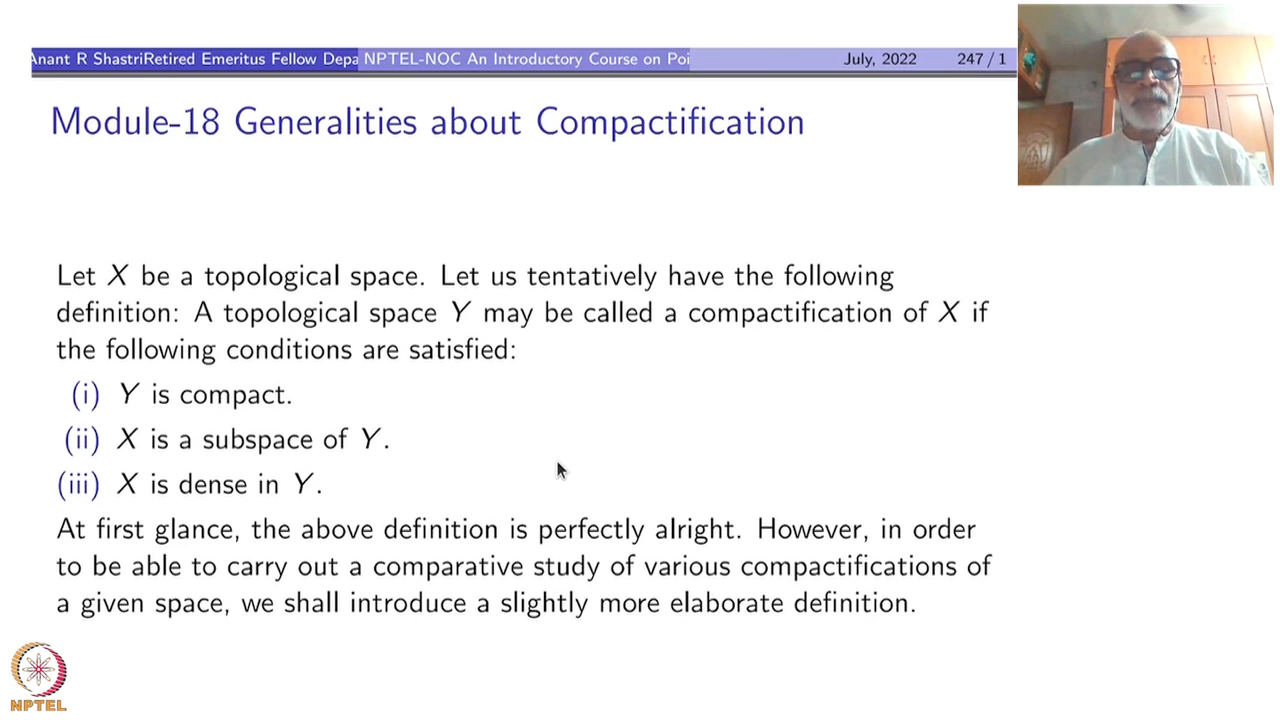 Anant R ShastriRetired Emeritus Fellow Depa NPTEL-NOC An Introductory Course on Poi July, 2022 247 / 1
Module-18 Generalities about Compactification
Let X be a topological space. Let us tentatively have the following
definition: A topological space Y may be called a compactification of X if
the following conditions are satisfied:
(i) Y is compact.
(ii) X is a subspace of Y.
(iii) X is dense in Y.
At first glance, the above definition is perfectly alright. However, in order
to be able to carry out a comparative study of various compactifications of
a given space, we shall introduce a slightly more elaborate definition.
NPTEL